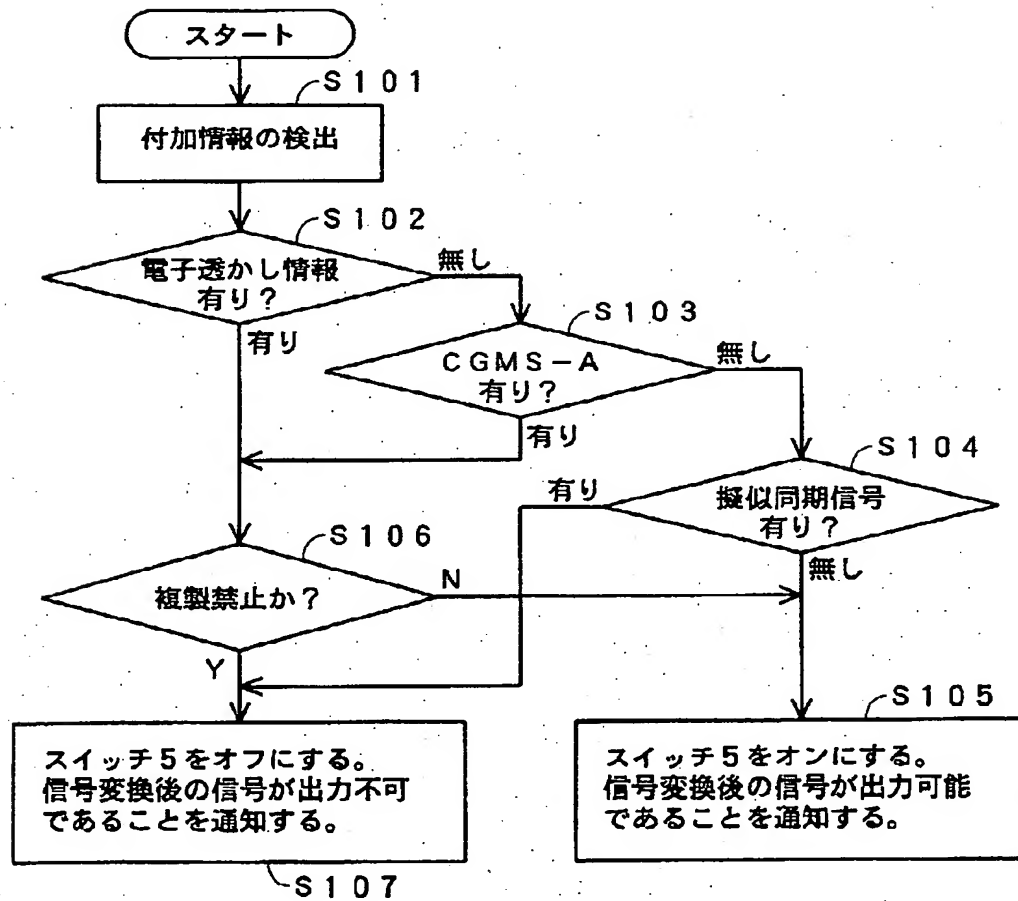 スタート
S101
付加情報の検出
S102
電子透かし情報
有り?
無し
有り
S103
CGMS-A
有り?
無し
有り
S104
擬似同期信号
有り?
有り
無し
S106
複製禁止か?
N
Y
S105
スイッチ5をオフにする。
信号変換後の信号が出力不可
であることを通知する。
S107
スイッチ5をオンにする。
信号変換後の信号が出力可能
であることを通知する。